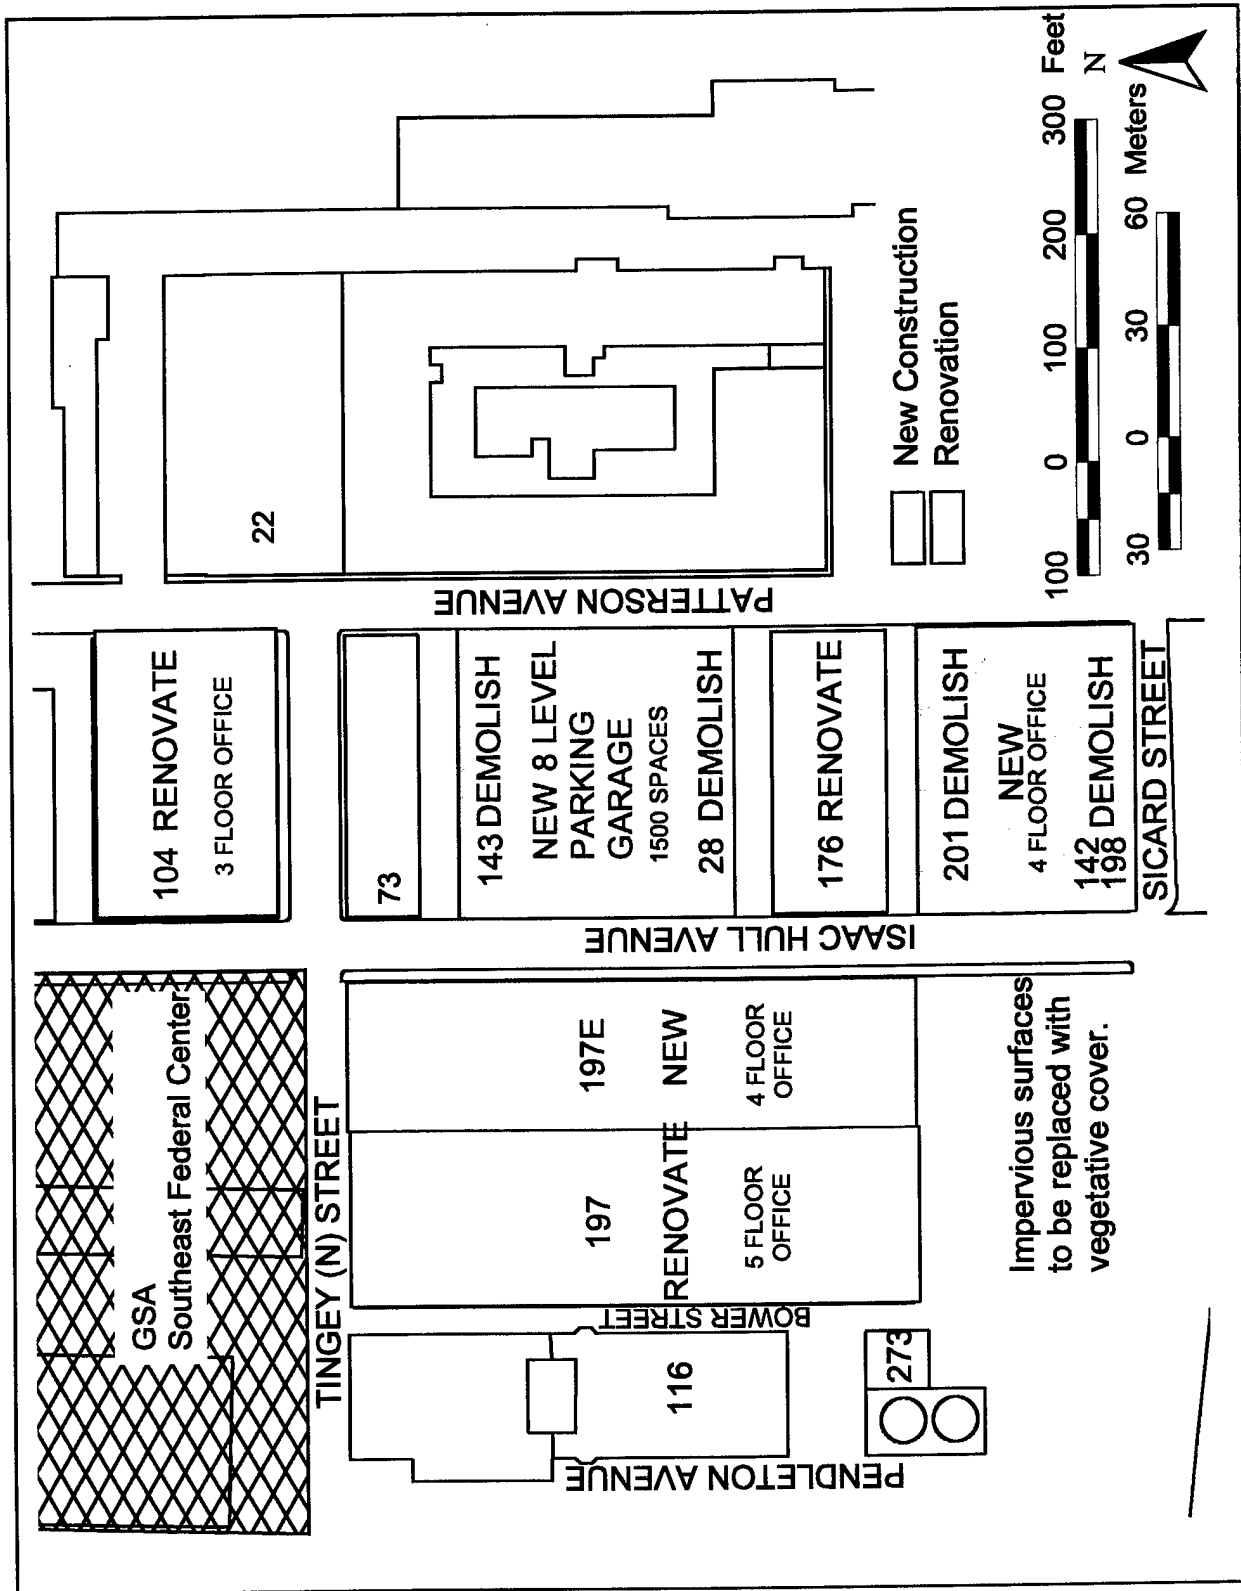 GSA
Southeast Federal Center
TINGEY (N) STREET
104 RENOVATE
3 FLOOR OFFICE
22
73
143 DEMOLISH
NEW 8 LEVEL
PARKING
GARAGE
1500 SPACES
28 DEMOLISH
176 RENOVATE
201 DEMOLISH
NEW
4 FLOOR OFFICE
142
198 DEMOLISH
SICARD STREET
PATTERSON AVENUE
ISAAC HULL AVENUE
197E
NEW
4 FLOOR
OFFICE
197
RENOVATE
5 FLOOR
OFFICE
BOWER STREET
116
273
PENDLETON AVENUE
Impervious surfaces
to be replaced with
vegetative cover.
New Construction
Renovation
100 0 100 200 300 Feet
N
30 0 30 60 Meters